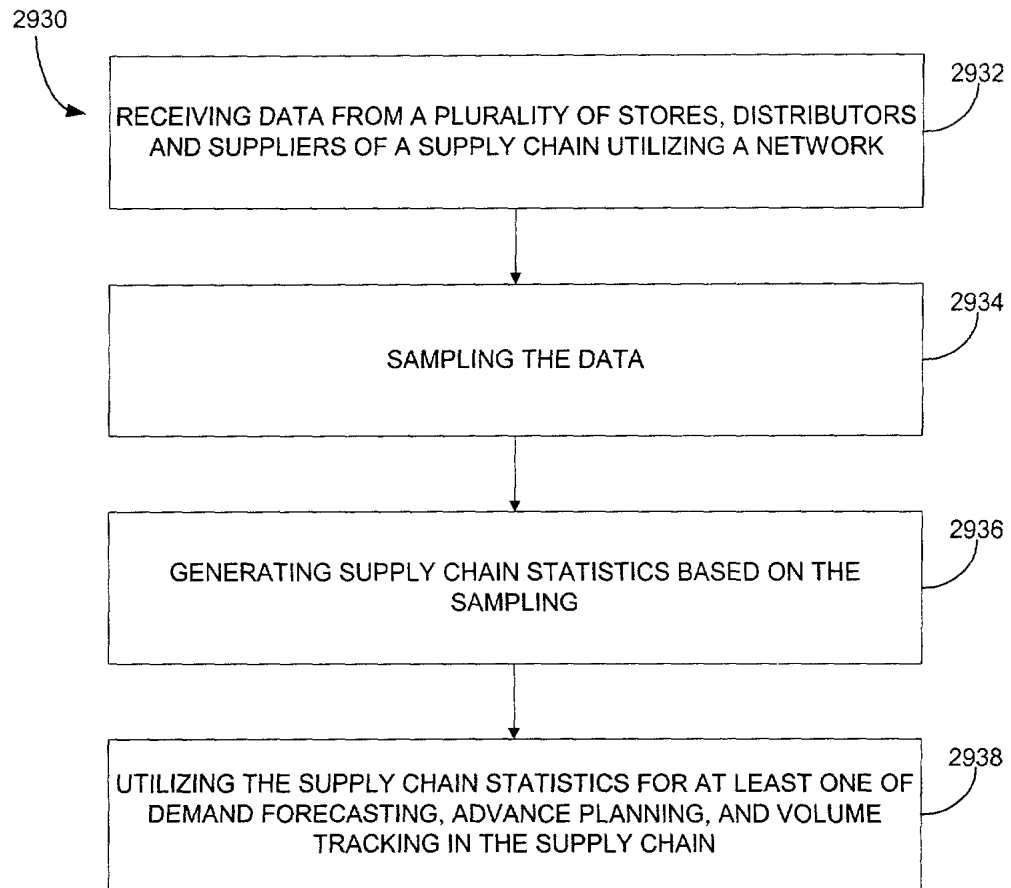 2930
2932
RECEIVING DATA FROM A PLURALITY OF STORES, DISTRIBUTORS
AND SUPPLIERS OF A SUPPLY CHAIN UTILIZING A NETWORK
2934
SAMPLING THE DATA
2936
GENERATING SUPPLY CHAIN STATISTICS BASED ON THE
SAMPLING
2938
UTILIZING THE SUPPLY CHAIN STATISTICS FOR AT LEAST ONE OF
DEMAND FORECASTING, ADVANCE PLANNING, AND VOLUME
TRACKING IN THE SUPPLY CHAIN